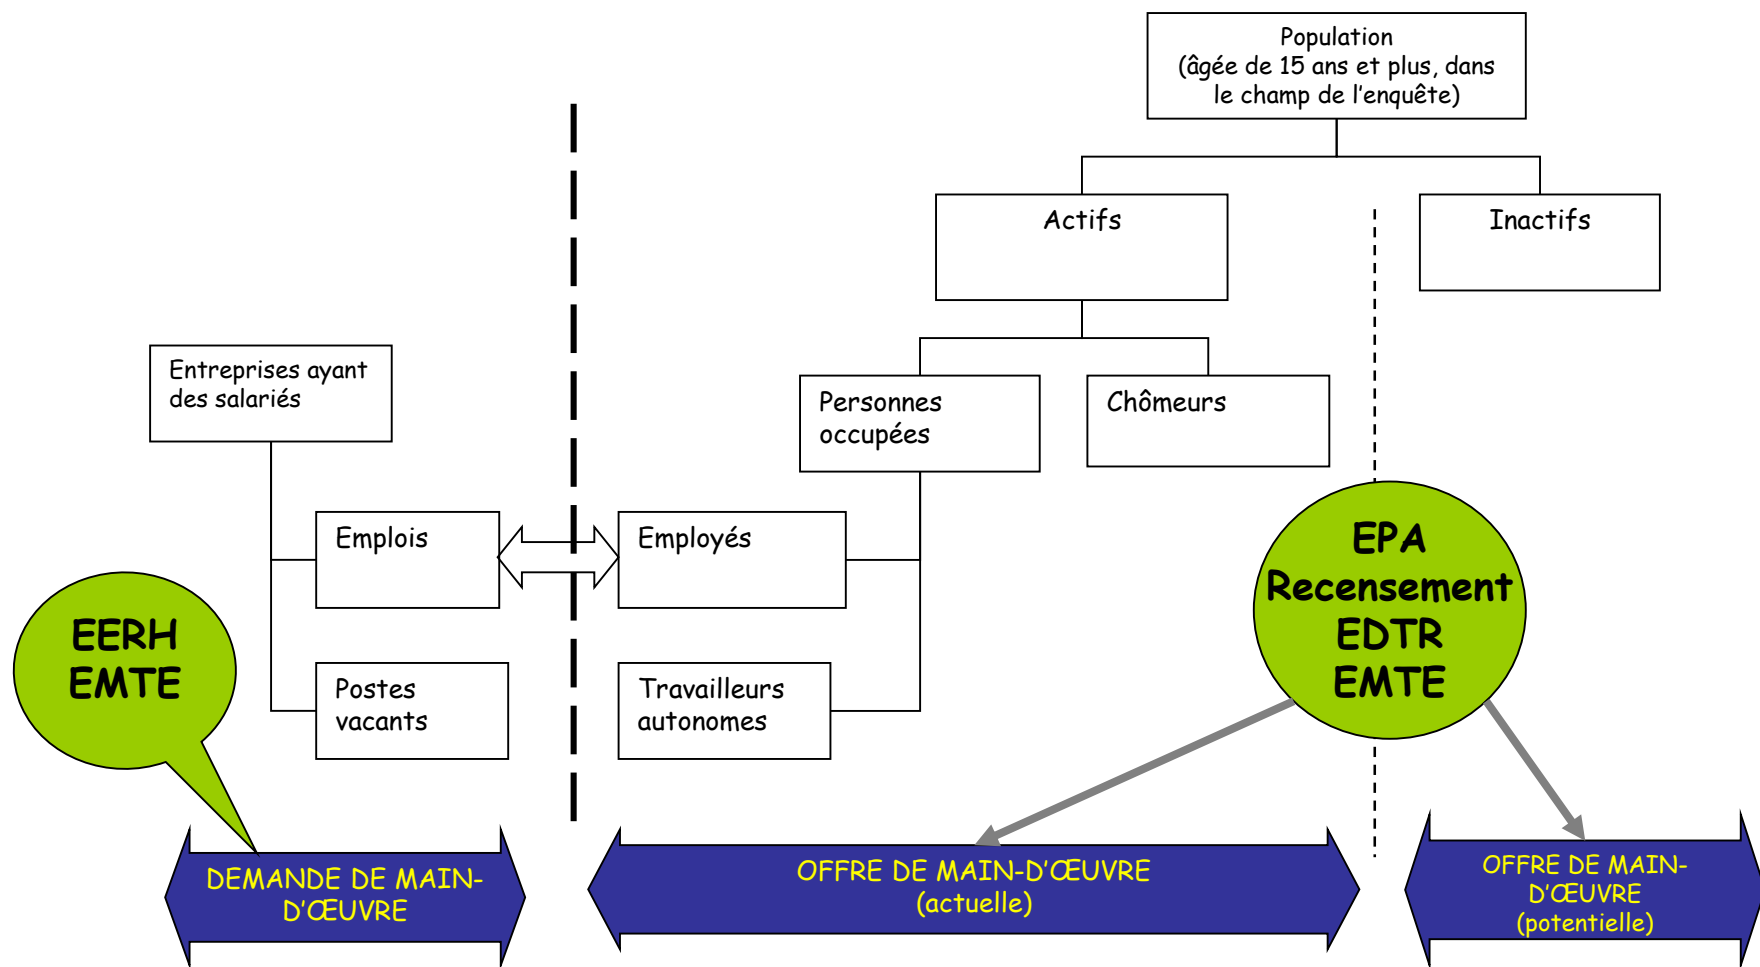 Population
(âgée de 15 ans et plus, dans
le champ de l'enquête)
Actifs
Inactifs
Entreprises ayant
des salariés
Personnes
occupées
Chômeurs
Emplois
Employés
EPA
Recensement
EDTR
EMTE
EERH
EMTE
Postes
vacants
Travailleurs
autonomes
DEMANDE DE MAIN-
D'ŒUVRE
OFFRE DE MAIN-D'ŒUVRE
(actuelle)
OFFRE DE MAIN-
D'ŒUVRE
(potentielle)